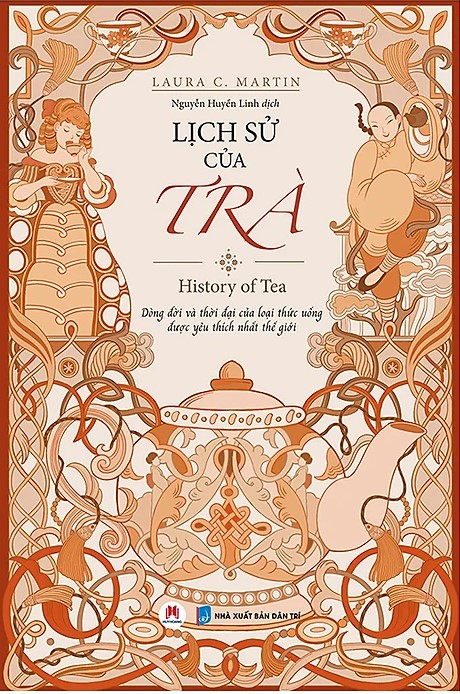 LAURA C. MARTIN
Nguyễn Huyền Linh dịch
LỊCH SỬ
CỦA
TRÀ
History of Tea
Dòng đời và thời đại của loại thức uống
được yêu thích nhất thế giới
HUYHOANG
NHÀ XUẤT BẢN DÂN TRÍ